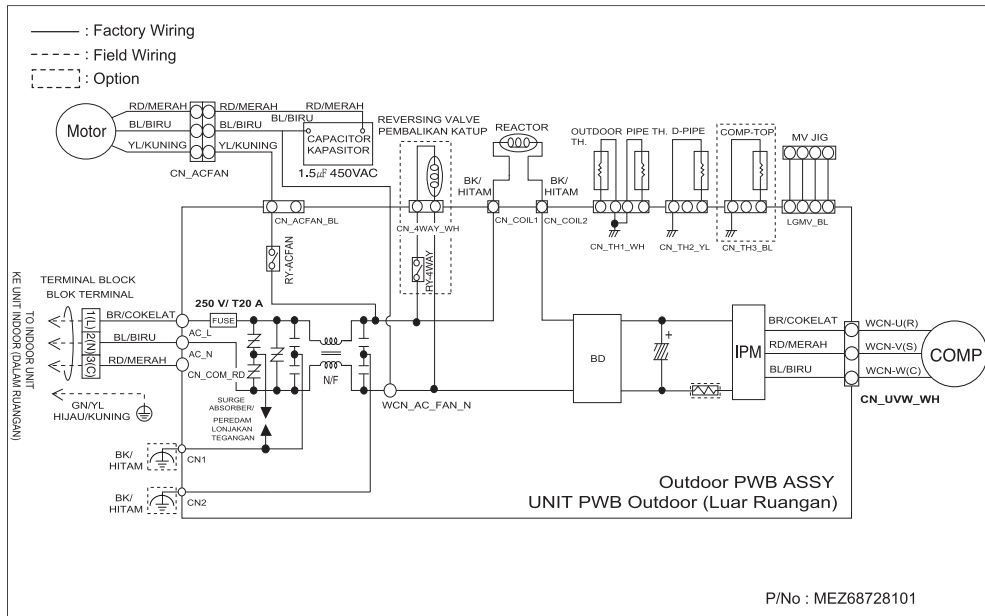 : Factory Wiring
: Field Wiring
: Option
Motor
RD/MERAH
BL/BIRU
YL/KUNING
CN_ACFAN
RD/MERAH
BL/BIRU
YL/KUNING
RD/MERAH
BL/BIRU
CAPACITOR
KAPASITOR
1.5㎌ 450VAC
REVERSING VALVE
PEMBALIKAN KATUP
REACTOR
BK/
HITAM
BK/
HITAM
OUTDOOR
TH.
PIPE TH.
D-PIPE
COMP-TOP
MV JIG
CN_ACFAN_BL
CN_4WAY_WH
CN_COIL1
CN_COIL2
CN_TH1_WH
CN_TH2_YL
CN_TH3_BL
LGMV_BL
RY-ACFAN
RY-4WAY
KE UNIT INDOOR (DALAM RUANGAN)
TO INDOOR UNIT
TERMINAL BLOCK
BLOK TERMINAL
1(L)
2(N)
3(C)
BR/COKELAT
BL/BIRU
RD/MERAH
GN/YL
HIJAU/KUNING
250 V/ T20 A
FUSE
AC_L
AC_N
CN_COM_RD
N/F
SURGE
ABSORBER/
PEREDAM
LONJAKAN
TEGANGAN
WCN_AC_FAN_N
BD
+
IPM
BR/COKELAT
RD/MERAH
BL/BIRU
WCN-U(R)
WCN-V(S)
WCN-W(C)
COMP
CN_UVW_WH
BK/
HITAM
CN1
BK/
HITAM
CN2
Outdoor PWB ASSY
UNIT PWB Outdoor (Luar Ruangan)
P/No : MEZ68728101